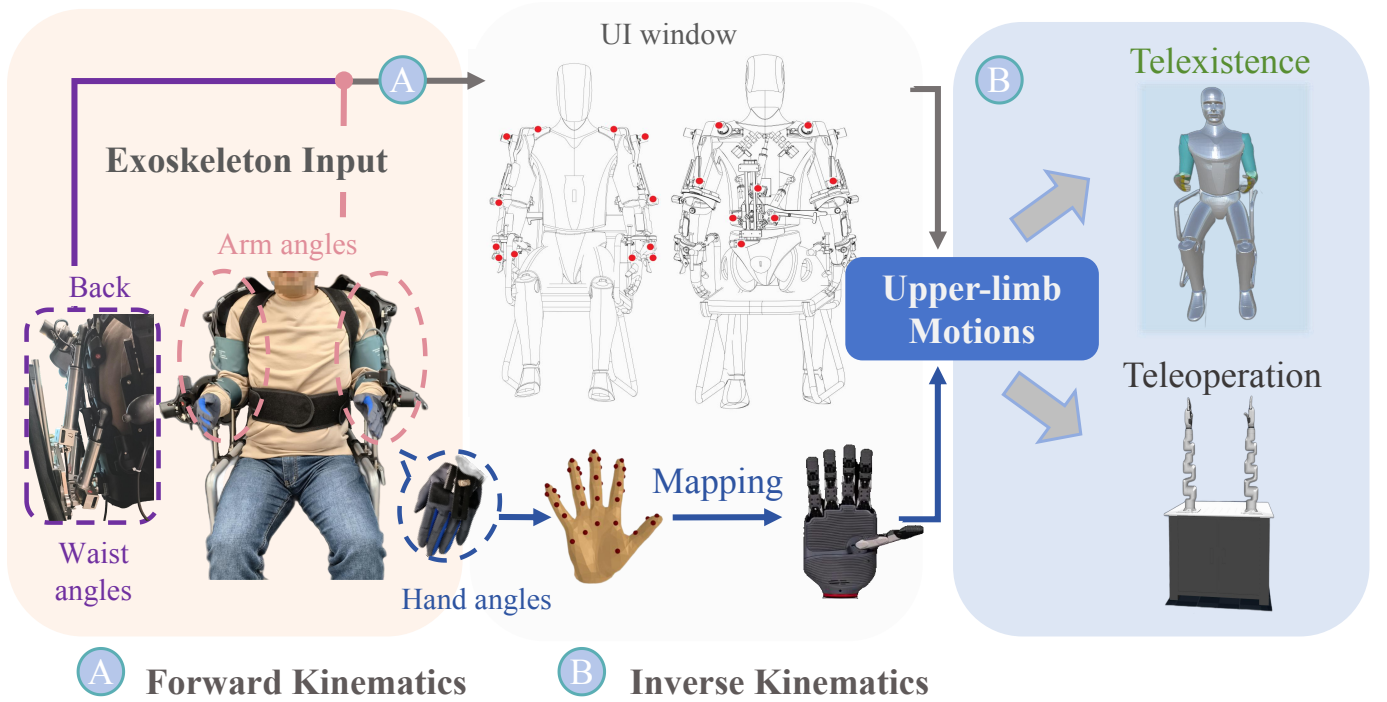 UI window
A
B
Telexistence
Exoskeleton Input
Arm angles
Back
Upper-limb
Motions
Teleoperation
Mapping
Waist
angles
Hand angles
A
Forward Kinematics
B
Inverse Kinematics